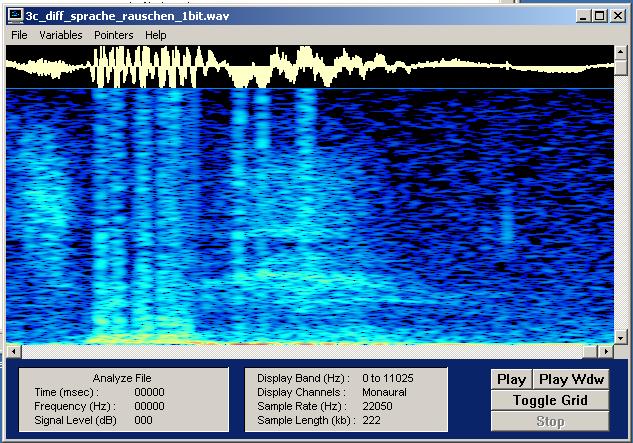 3c_diff_sprache_rauschen_1bit.wav
File Variables Pointers Help
Analyze File
Time (msec) : 00000
Frequency (Hz) : 00000
Signal Level (dB) 000
Display Band (Hz) : 0 to 11025
Display Channels : Monaural
Sample Rate (Hz) : 22050
Sample Length (kb) : 222
Play Play Wdw
Toggle Grid
Stop